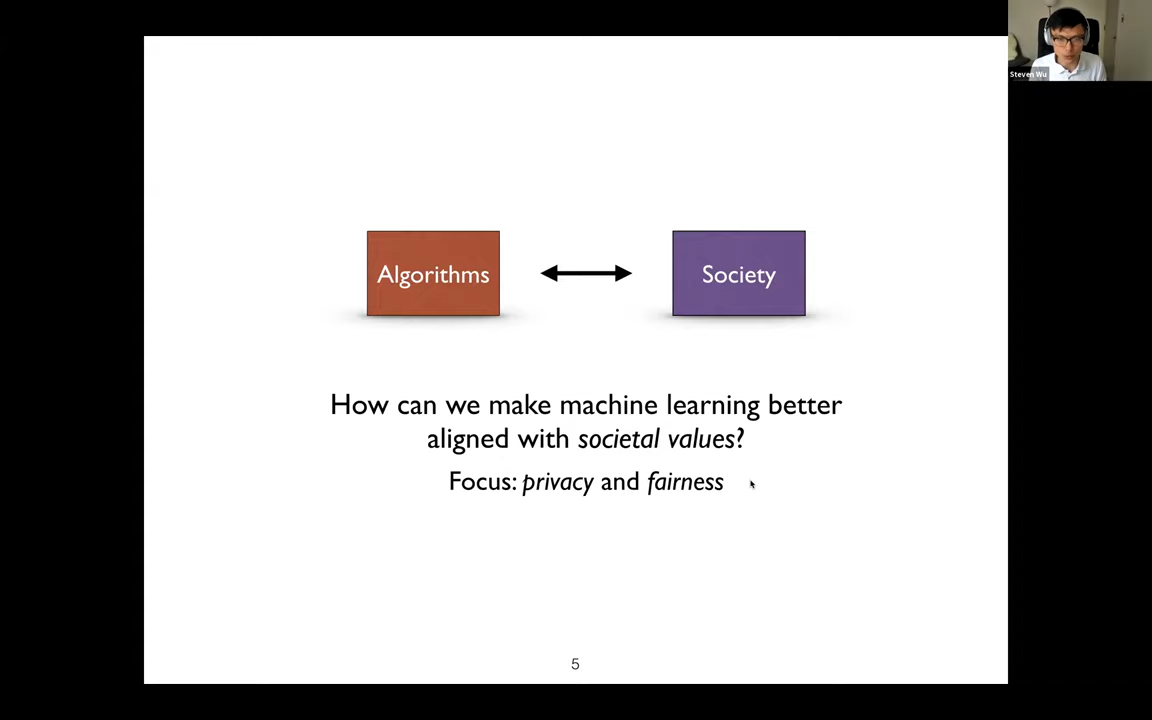 Steven Wu
Algorithms
Society
How can we make machine learning better
aligned with societal values?
Focus: privacy and fairness
5